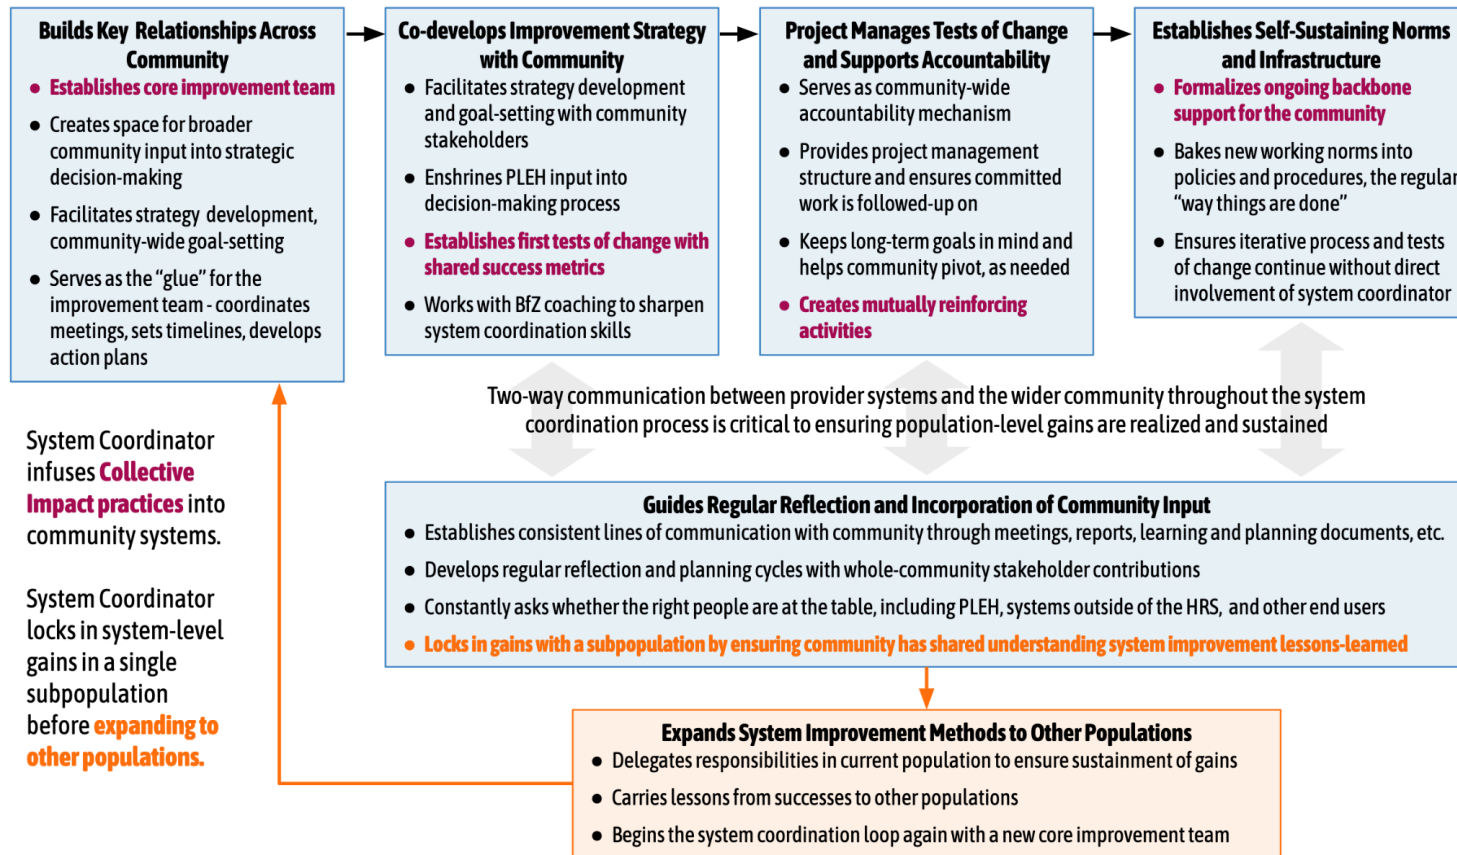 Builds Key Relationships Across
Community
● Establishes core improvement team
● Creates space for broader
community input into strategic
decision-making
● Facilitates strategy development,
community-wide goal-setting
● Serves as the “glue” for the
improvement team - coordinates
meetings, sets timelines, develops
action plans
Co-develops Improvement Strategy
with Community
● Facilitates strategy development
and goal-setting with community
stakeholders
● Enshrines PLEH input into
decision-making process
● Establishes first tests of change with
shared success metrics
● Works with BfZ coaching to sharpen
system coordination skills
Project Manages Tests of Change
and Supports Accountability
● Serves as community-wide
accountability mechanism
● Provides project management
structure and ensures committed
work is followed-up on
● Keeps long-term goals in mind and
helps community pivot, as needed
● Creates mutually reinforcing
activities
Establishes Self-Sustaining Norms
and Infrastructure
● Formalizes ongoing backbone
support for the community
● Bakes new working norms into
policies and procedures, the regular
“way things are done”
● Ensures iterative process and tests
of change continue without direct
involvement of system coordinator
Two-way communication between provider systems and the wider community throughout the system
coordination process is critical to ensuring population-level gains are realized and sustained
System Coordinator
infuses Collective
Impact practices into
community systems.
System Coordinator
locks in system-level
gains in a single
subpopulation
before expanding to
other populations.
Guides Regular Reflection and Incorporation of Community Input
● Establishes consistent lines of communication with community through meetings, reports, learning and planning documents, etc.
● Develops regular reflection and planning cycles with whole-community stakeholder contributions
● Constantly asks whether the right people are at the table, including PLEH, systems outside of the HRS, and other end users
● Locks in gains with a subpopulation by ensuring community has shared understanding system improvement lessons-learned
Expands System Improvement Methods to Other Populations
● Delegates responsibilities in current population to ensure sustainment of gains
● Carries lessons from successes to other populations
● Begins the system coordination loop again with a new core improvement team